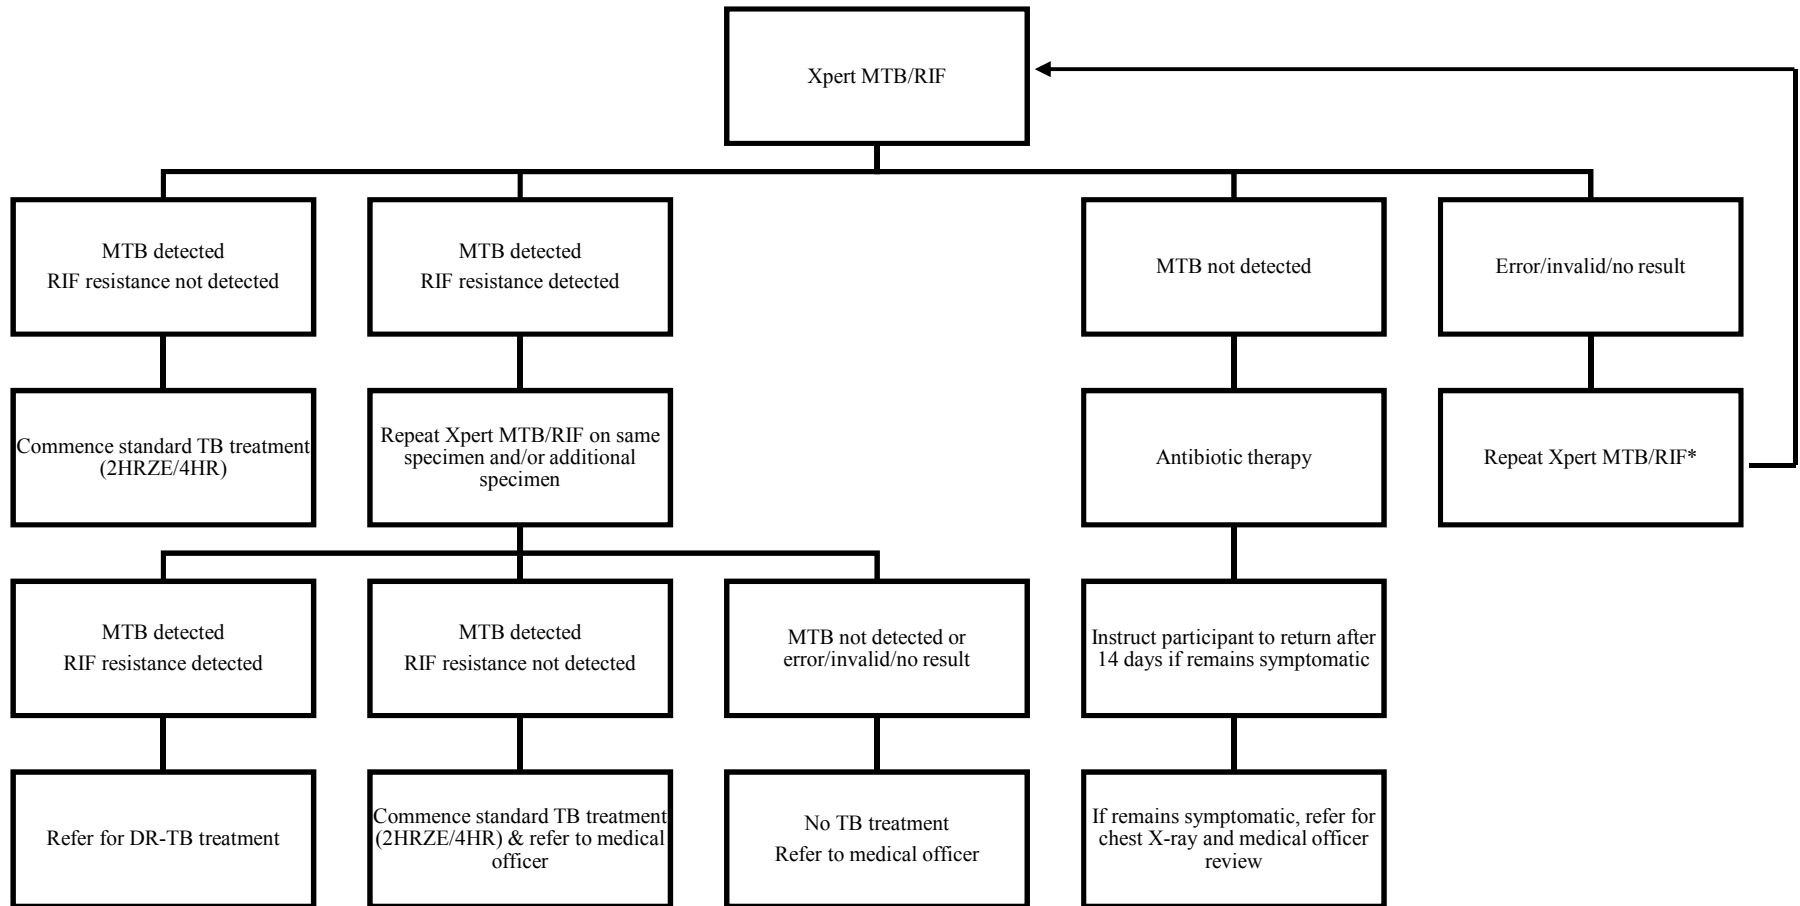 Xpert MTB/RIF
MTB detected
RIF resistance not detected
MTB detected
RIF resistance detected
MTB not detected
Error/invalid/no result
Commence standard TB treatment
(2HRZE/4HR)
Repeat Xpert MTB/RIF on same
specimen and/or additional
specimen
Antibiotic therapy
Repeat Xpert MTB/RIF*
MTB detected
RIF resistance detected
MTB detected
RIF resistance not detected
MTB not detected or
error/invalid/no result
Instruct participant to return after
14 days if remains symptomatic
Refer for DR-TB treatment
Commence standard TB treatment
(2HRZE/4HR) & refer to medical
officer
No TB treatment
Refer to medical officer
If remains symptomatic, refer for
chest X-ray and medical officer
review